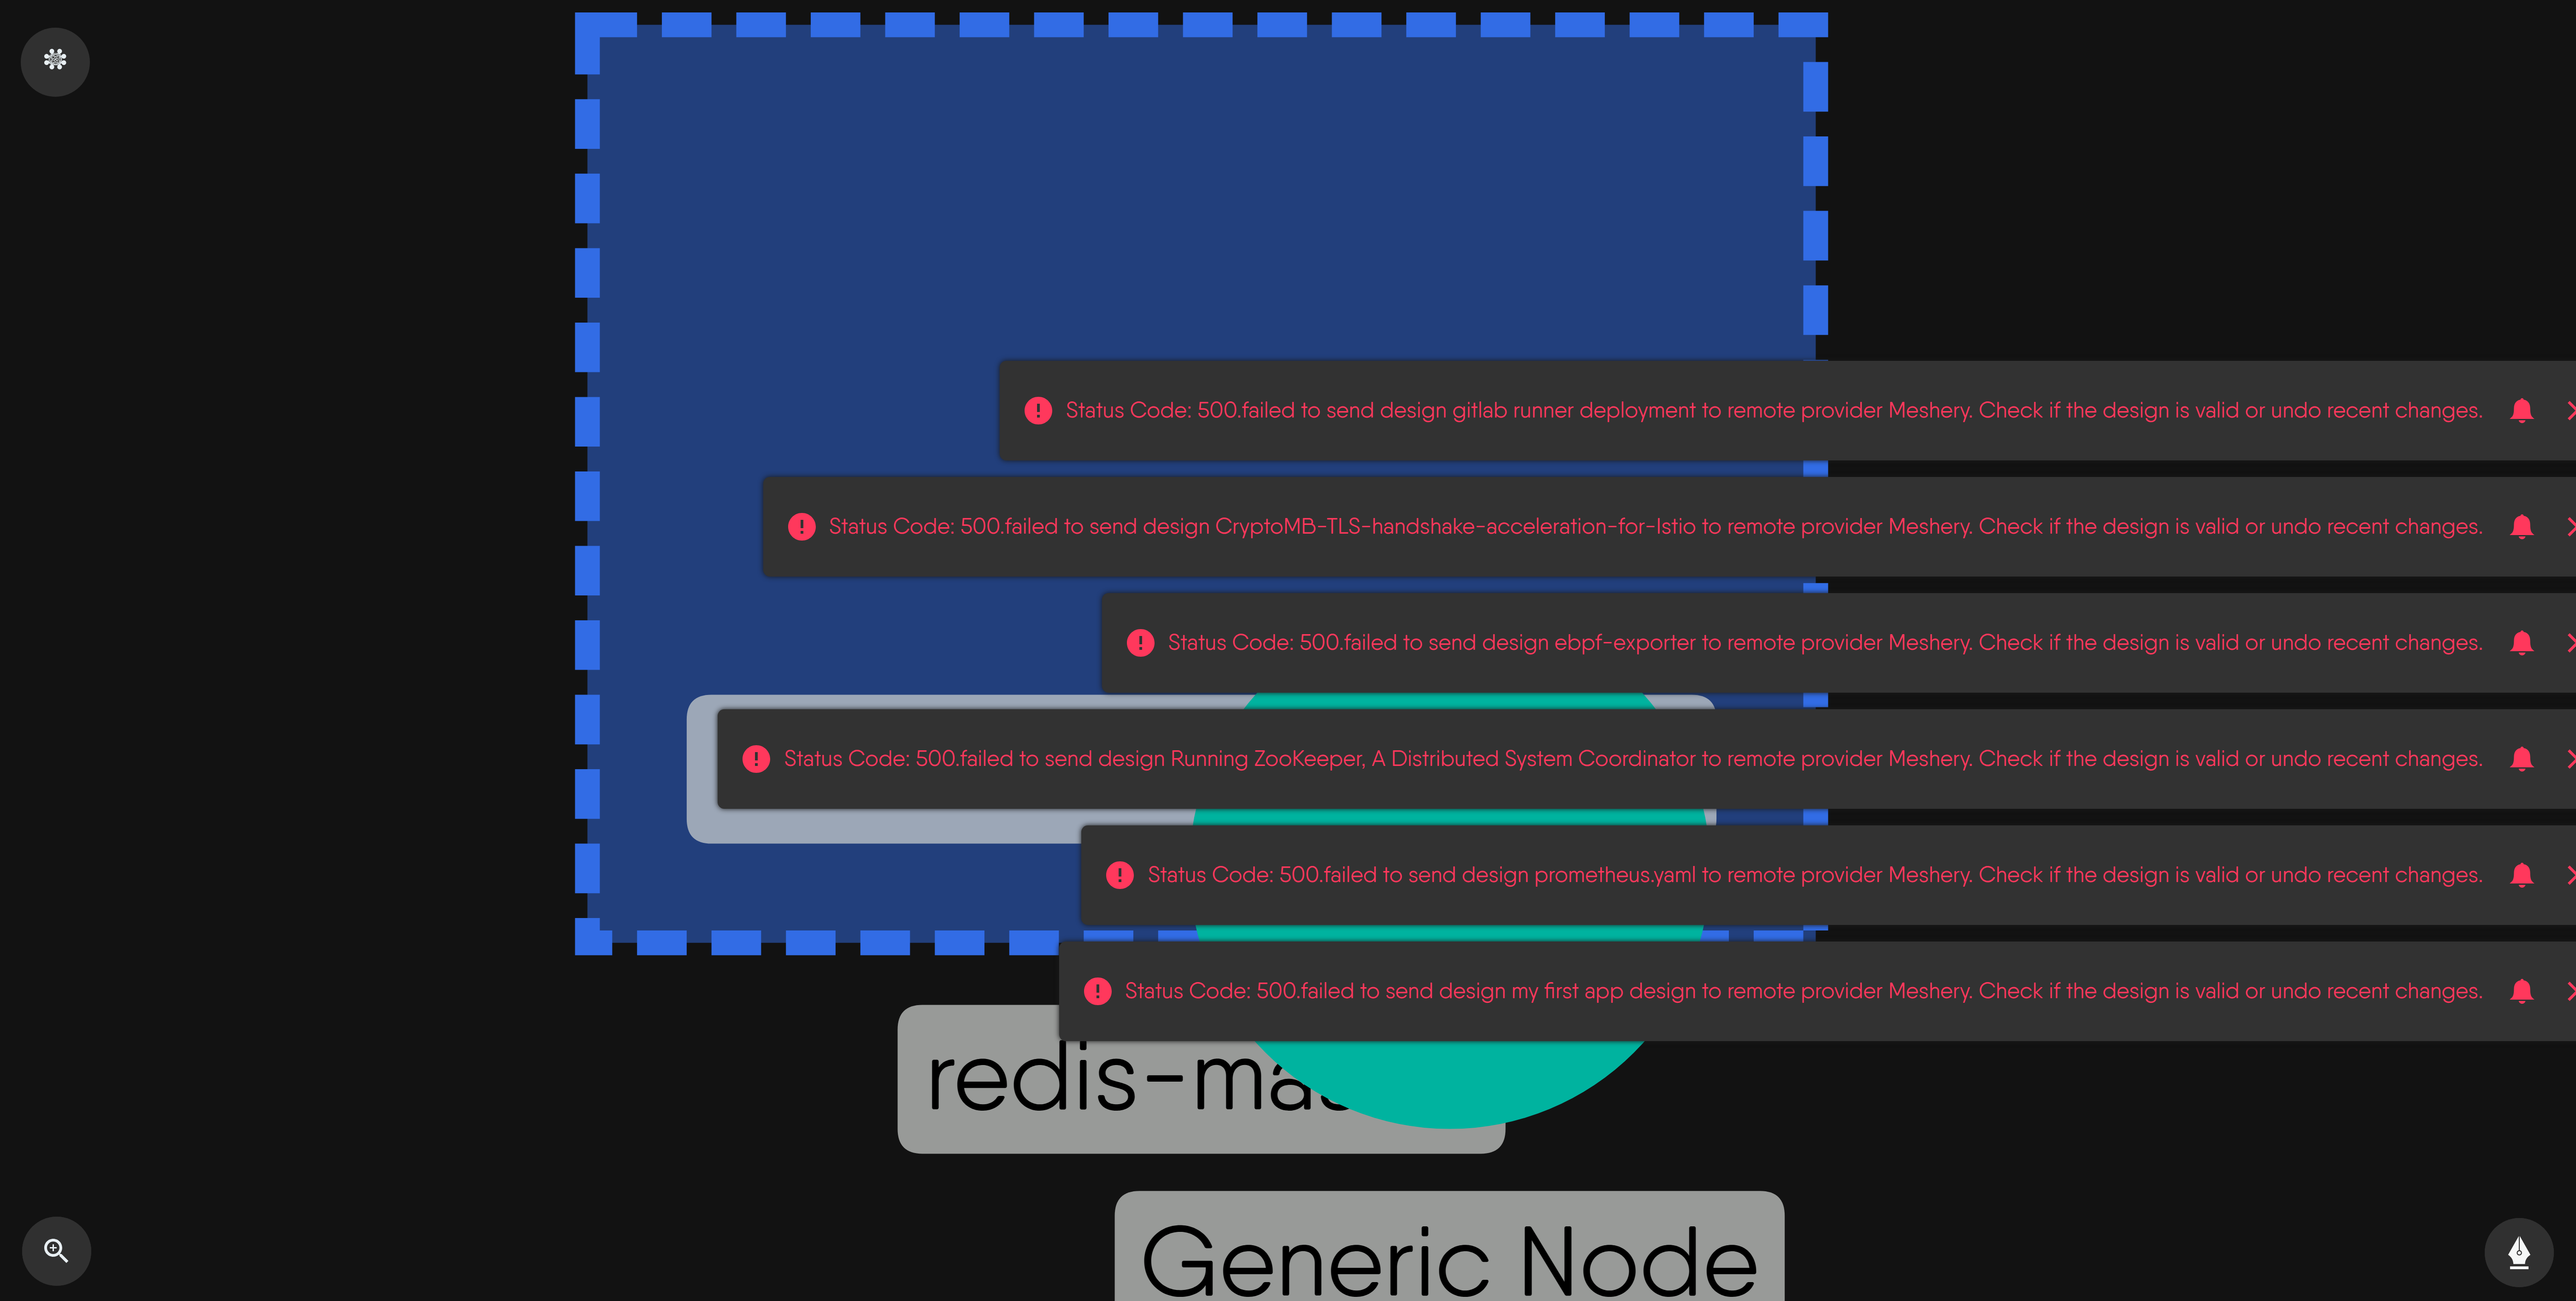 Status Code: 500.failed to send design gitlab runner deployment to remote provider Meshery. Check if the design is valid or undo recent changes.
Status Code: 500.failed to send design CryptoMB-TLS-handshake-acceleration-for-Istio to remote provider Meshery. Check if the design is valid or undo recent changes.
Status Code: 500.failed to send design ebpf-exporter to remote provider Meshery. Check if the design is valid or undo recent changes.
Status Code: 500.failed to send design Running ZooKeeper, A Distributed System Coordinator to remote provider Meshery. Check if the design is valid or undo recent changes.
Status Code: 500.failed to send design prometheus.yaml to remote provider Meshery. Check if the design is valid or undo recent changes.
Status Code: 500.failed to send design my first app design to remote provider Meshery. Check if the design is valid or undo recent changes.
redis-mas
Generic Node